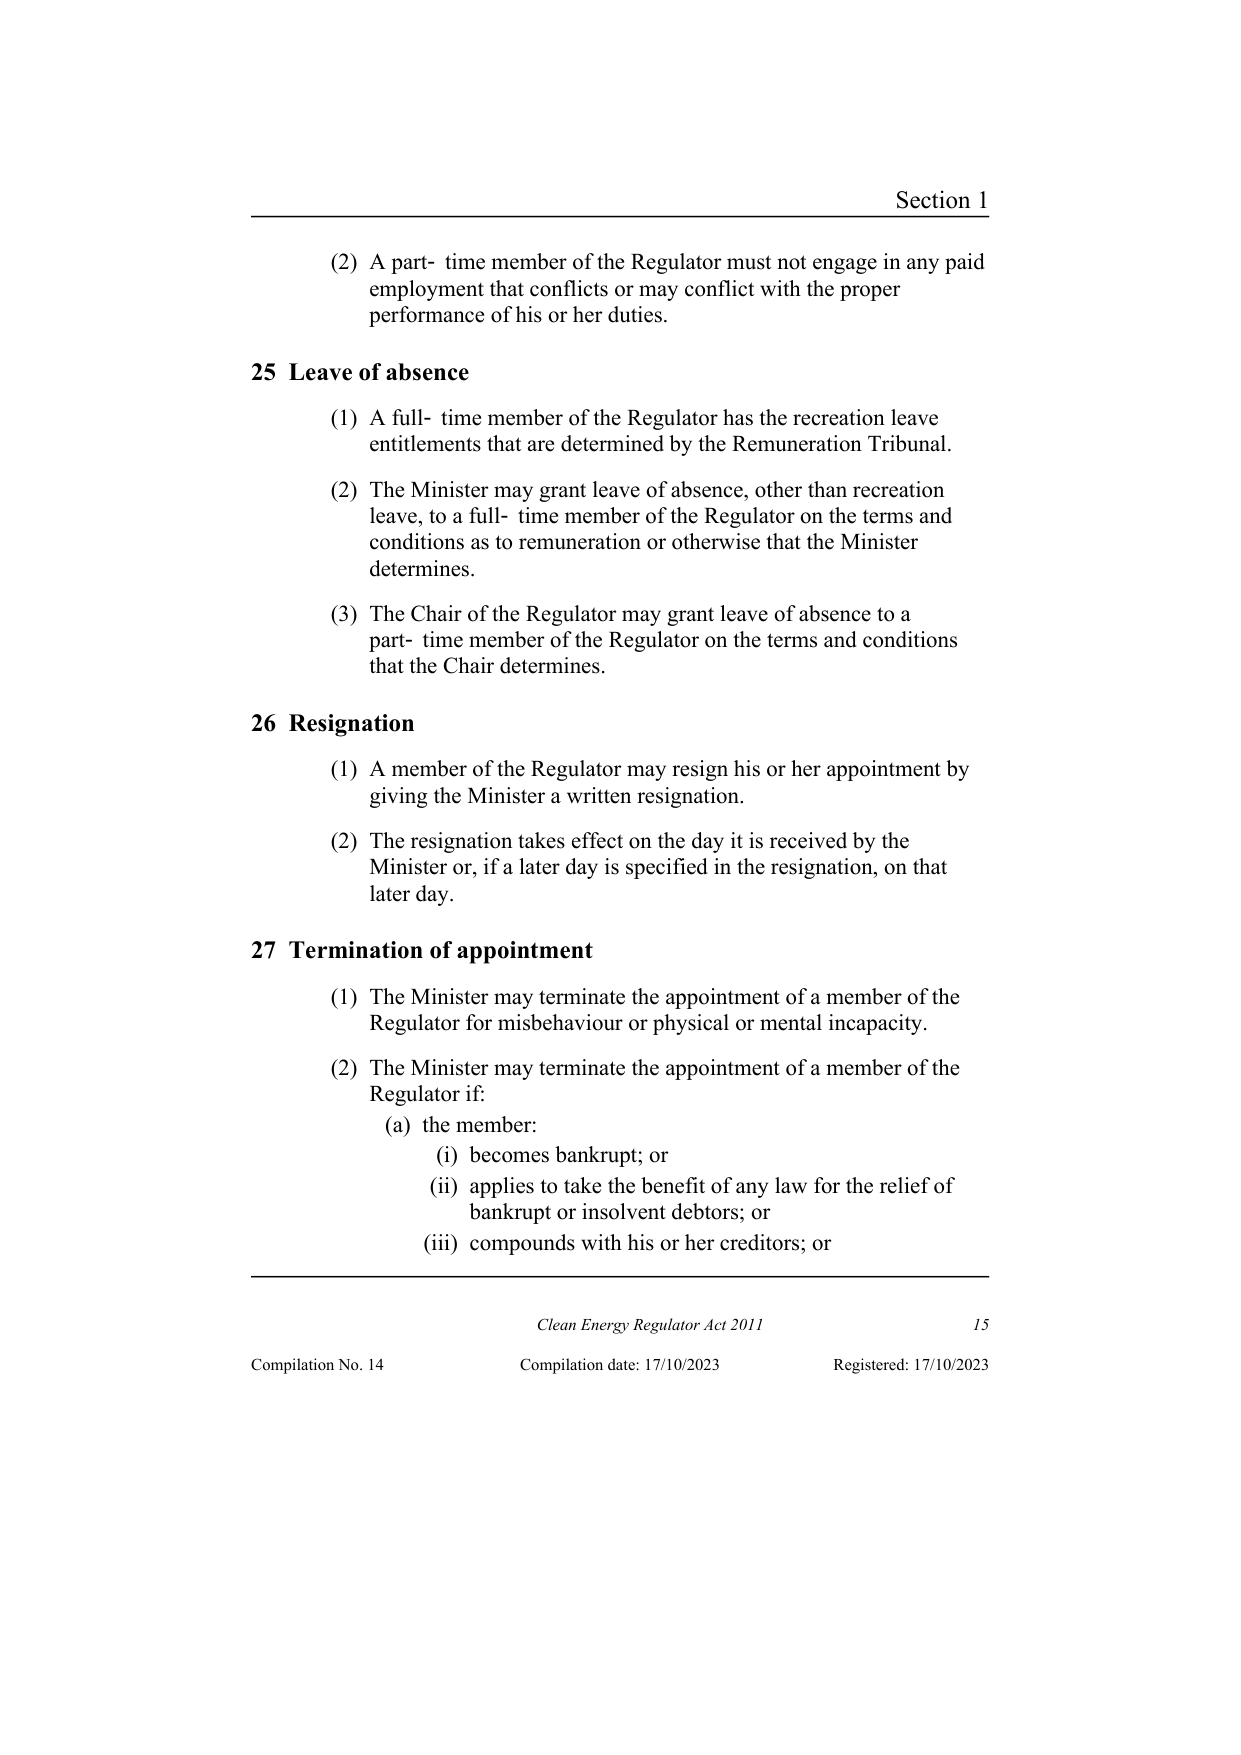 Section 1
(2) A part- time member of the Regulator must not engage in any paid
employment that conflicts or may conflict with the proper
performance of his or her duties.
25 Leave of absence
(1) A full- time member of the Regulator has the recreation leave
entitlements that are determined by the Remuneration Tribunal.
(2) The Minister may grant leave of absence, other than recreation
leave, to a full- time member of the Regulator on the terms and
conditions as to remuneration or otherwise that the Minister
determines.
(3) The Chair of the Regulator may grant leave of absence to a
part- time member of the Regulator on the terms and conditions
that the Chair determines.
26 Resignation
(1) A member of the Regulator may resign his or her appointment by
giving the Minister a written resignation.
(2) The resignation takes effect on the day it is received by the
Minister or, if a later day is specified in the resignation, on that
later day.
27 Termination of appointment
(1) The Minister may terminate the appointment of a member of the
Regulator for misbehaviour or physical or mental incapacity.
(2) The Minister may terminate the appointment of a member of the
Regulator if:
(a) the member:
(i) becomes bankrupt; or
(ii) applies to take the benefit of any law for the relief of
bankrupt or insolvent debtors; or
(iii) compounds with his or her creditors; or
Clean Energy Regulator Act 2011 15
Compilation No. 14 Compilation date: 17/10/2023 Registered: 17/10/2023